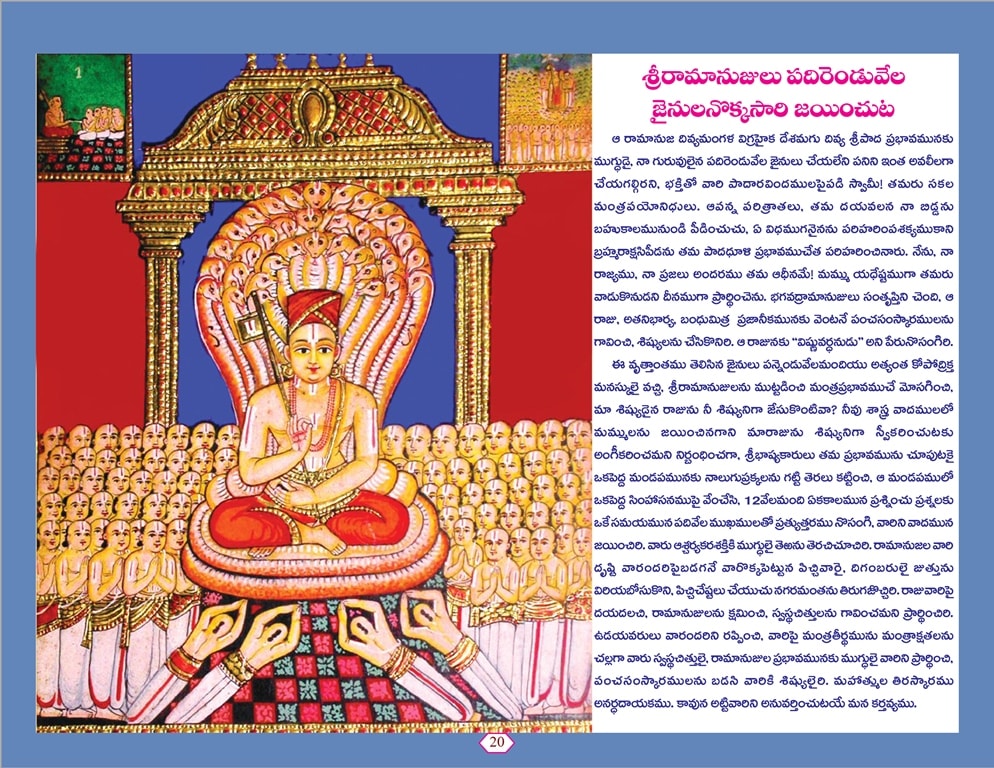 1
శ్రీరామానుజులు పదిరెండువేల
జైనులనొక్కసారి జయించుట
ఆ రామానుజ దివ్యమంగళ విగ్రహైక దేశమగు దివ్య శ్రీపాద ప్రభావమునకు
ముగ్ధుడై, నా గురువులైన పదిరెండువేల జైనులు చేయలేని పనిని ఇంత అవలీలగా
చేయగల్గిరని, భక్తితో వారి పాదారవిందములపైపడి స్వామీ! తమరు సకల
మంత్రపయోనిధులు. ఆపన్న పరిత్రాతలు, తమ దయవలన నా బిడ్డను
బహుకాలమునుండి పీడించుచు, ఏ విధముగనైనను పరిహరింపశక్యముకాని
బ్రహ్మరాక్షసిపీడను తమ పాదధూళి ప్రభావముచేత పరిహరించినారు. నేను, నా
రాజ్యము, నా ప్రజలు అందరము తమ ఆధీనమే! మమ్ము యథేష్టముగా తమరు
వాడుకొనుడని దీనముగా ప్రార్థించెను. భగవద్రామానుజులు సంతృప్తిని చెంది, ఆ
రాజు, అతనిభార్య, బంధుమిత్ర ప్రజానీకమునకు వెంటనే పంచసంస్కారములను
గావించి, శిష్యులను చేసికొనిరి. ఆ రాజునకు “విష్ణువర్ధనుడు” అని పేరునొసంగిరి.
ఈ వృత్తాంతము తెలిసిన జైనులు పన్నెండువేలమందియు అత్యంత కోపోద్రిక్త
మనస్కులై వచ్చి, శ్రీరామానుజులను ముట్టడించి మంత్రప్రభావముచే మోసగించి,
మా శిష్యుడైన రాజును నీ శిష్యునిగా జేసుకొంటివా? నీవు శాస్త్ర వాదములలో
మమ్ములను జయించినగాని మారాజును శిష్యునిగా స్వీకరించుటకు
అంగీకరించమని నిర్బంధించగా, శ్రీభాష్యకారులు తమ ప్రభావమును చూపుటకై
ఒకపెద్ద మండపమునకు నాలుగుప్రక్కలను గట్టి తెరలు కట్టించి, ఆ మండపములో
ఒకపెద్ద సింహాసనముపై వేంచేసి, 12వేలమంది ఏకకాలమున ప్రశ్నించు ప్రశ్నలకు
ఒకేసమయమున పదివేల ముఖములతో ప్రత్యుత్తరము నొసంగి, వారిని వాదమున
జయించిరి. వారు ఆశ్చర్యకరశక్తికి ముగ్ధులై తెఱను తెరచిచూచిరి. రామానుజుల వారి
దృష్టి వారందరిపైబడగనే వారొక్కపెట్టున పిచ్చివారై, దిగంబరులై జుత్తును
విరియబోసుకొని, పిచ్చిచేష్టలు చేయుచు నగరమంతను తిరుగజొచ్చిరి. రాజువారిపై
దయదలచి, రామానుజులను క్షమించి, స్వస్థచిత్తులను గావించమని ప్రార్థించిరి.
ఉడయవరులు వారందరిని రప్పించి, వారిపై మంత్రతీర్థమును మంత్రాక్షతలను
చల్లగా వారు స్వస్థచిత్తులై, రామానుజుల ప్రభావమునకు ముగ్ధులై వారిని ప్రార్థించి,
పంచసంస్కారములను బడసి వారికి శిష్యులైరి. మహాత్ముల తిరస్కారము
అనర్థదాయకము. కావున అట్టివారిని అనువర్తించుటయే మన కర్తవ్యము.
20